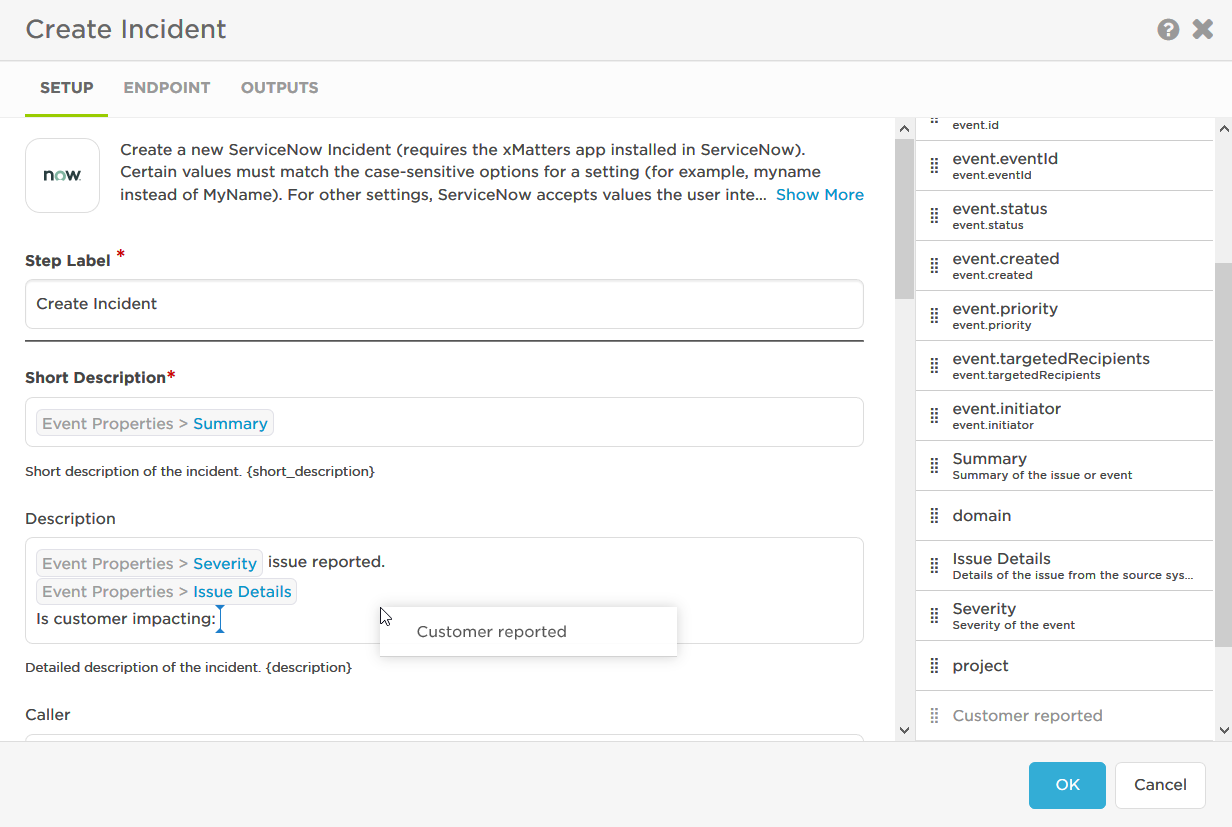 Create Incident
SETUP ENDPOINT OUTPUTS
now.
Create a new ServiceNow Incident (requires the xMatters app installed in ServiceNow).
Certain values must match the case-sensitive options for a setting (for example, myname
instead of MyName). For other settings, ServiceNow accepts values the user inte... Show More
Step Label *
Create Incident
Short Description*
Event Properties > Summary
Short description of the incident. {short_description}
Description
Event Properties > Severity issue reported.
Event Properties > Issue Details
Is customer impacting:
Customer reported
Detailed description of the incident. {description}
Caller
event.id
event.eventId
event.eventId
event.status
event.status
event.created
event.created
event.priority
event.priority
event.targetedRecipients
event.targetedRecipients
event.initiator
event.initiator
Summary
Summary of the issue or event
domain
Issue Details
Details of the issue from the source sys...
Severity
Severity of the event
project
Customer reported
OK Cancel